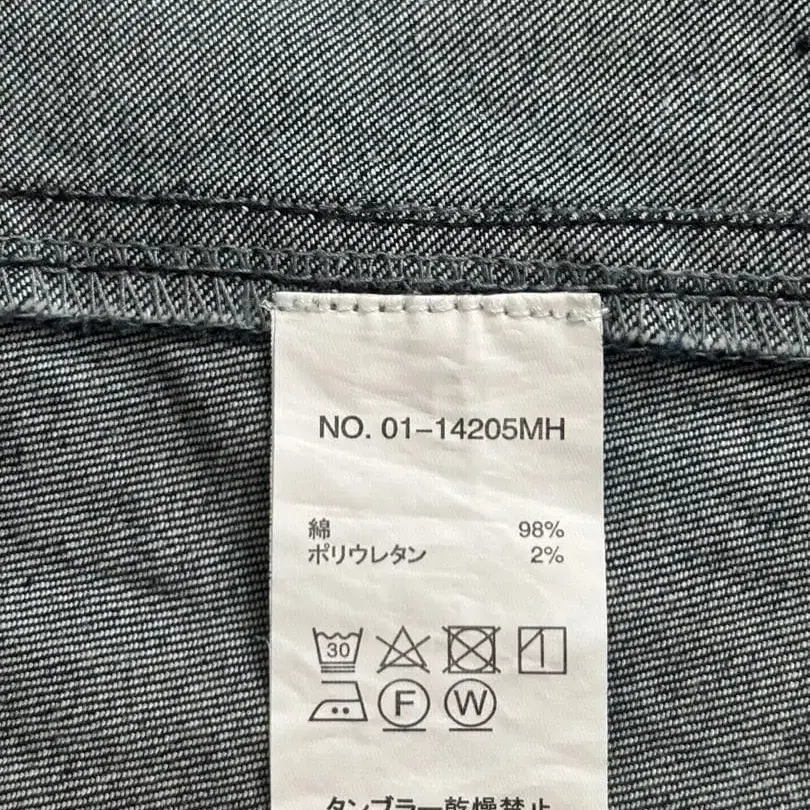 NO. 01-14205MH
綿 98%
ポリウレタン 2%
30
F W
タンブラー乾燥禁止